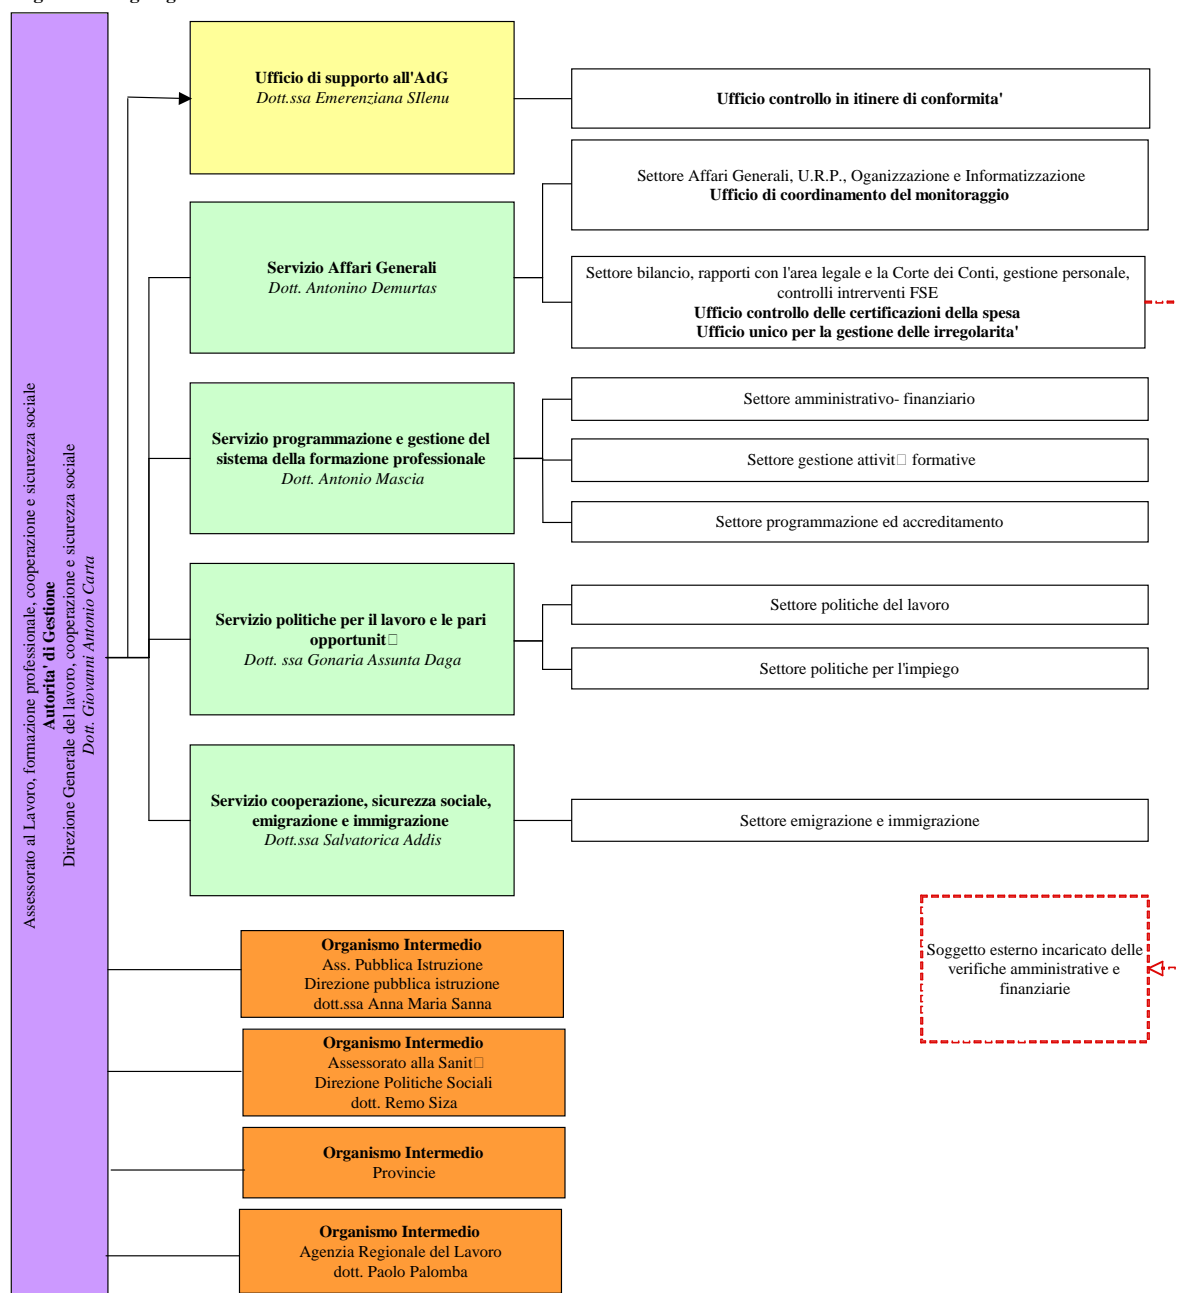 Assessorato al Lavoro, formazione professionale, cooperazione e sicurezza sociale
Autorita' di Gestione
Direzione Generale del lavoro, cooperazione e sicurezza sociale
Dott. Giovanni Antonio Carta
Ufficio di supporto all'AdG
Dott.ssa Emerenziana SIlenu
Ufficio controllo in itinere di conformita'
Settore Affari Generali, U.R.P., Oganizzazione e Informatizzazione
Ufficio di coordinamento del monitoraggio
Servizio Affari Generali
Dott. Antonino Demurtas
Settore bilancio, rapporti con l'area legale e la Corte dei Conti, gestione personale,
controlli intrerventi FSE
Ufficio controllo delle certificazioni della spesa
Ufficio unico per la gestione delle irregolarita'
Servizio programmazione e gestione del
sistema della formazione professionale
Dott. Antonio Mascia
Settore amministrativo- finanziario
Settore gestione attivit□ formative
Settore programmazione ed accreditamento
Servizio politiche per il lavoro e le pari
opportunit□
Dott. ssa Gonaria Assunta Daga
Settore politiche del lavoro
Settore politiche per l'impiego
Servizio cooperazione, sicurezza sociale,
emigrazione e immigrazione
Dott.ssa Salvatorica Addis
Settore emigrazione e immigrazione
Soggetto esterno incaricato delle
verifiche amministrative e
finanziarie
Organismo Intermedio
Ass. Pubblica Istruzione
Direzione pubblica istruzione
dott.ssa Anna Maria Sanna
Organismo Intermedio
Assessorato alla Sanit□
Direzione Politiche Sociali
dott. Remo Siza
Organismo Intermedio
Provincie
Organismo Intermedio
Agenzia Regionale del Lavoro
dott. Paolo Palomba